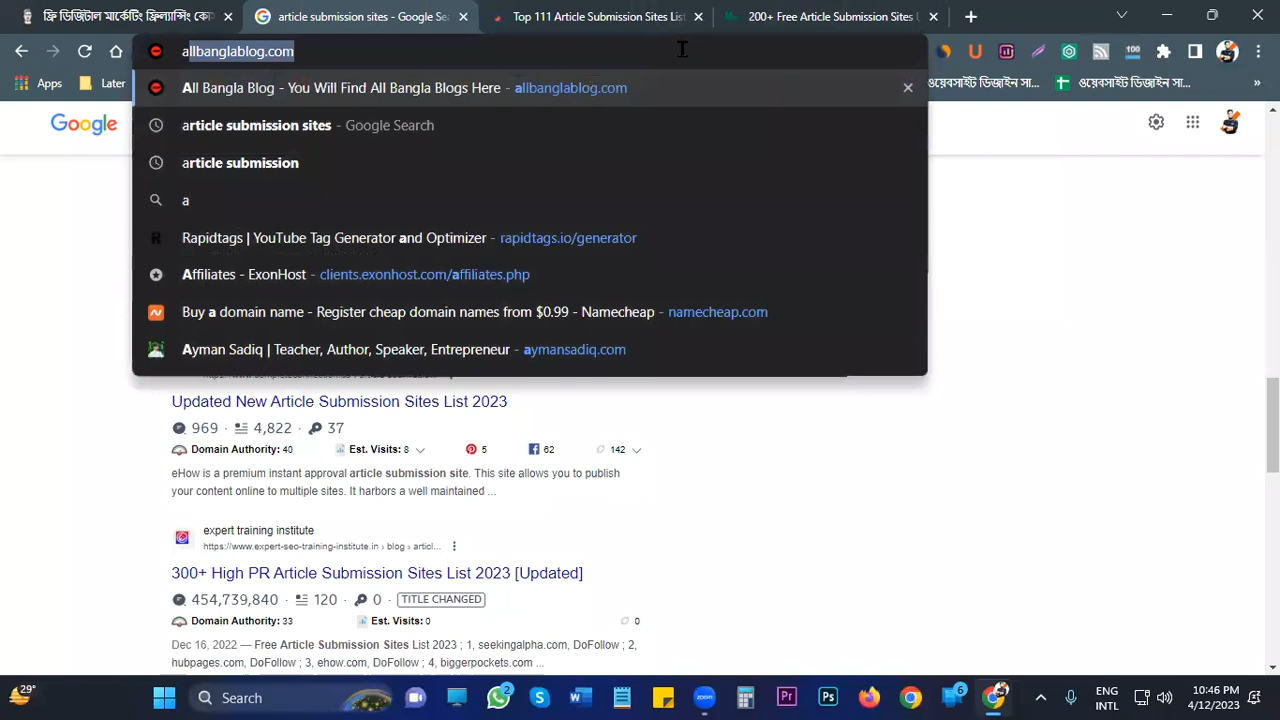 ফ্রি ডিজিটাল মার্কেটিং ফ্রিল্যান্সিং কো
article submission sites - Google Sea
Top 111 Article Submission Sites List
200+ Free Article Submission Sites
allbanglablog.com
Apps
Later
ওয়েবসাইট ডিজাইন সা...
ওয়েবসাইট ডিজাইন সা...
»
All Bangla Blog - You Will Find All Bangla Blogs Here - allbanglablog.com
Google
article submission sites - Google Search
article submission
a
Rapidtags | YouTube Tag Generator and Optimizer - rapidtags.io/generator
Affiliates - ExonHost - clients.exonhost.com/affiliates.php
Buy a domain name - Register cheap domain names from $0.99 - Namecheap - namecheap.com
Ayman Sadiq | Teacher, Author, Speaker, Entrepreneur - aymansadiq.com
Updated New Article Submission Sites List 2023
969 · 4,822 · 37
Domain Authority: 40 Est. Visits: 8 5 62 142
eHow is a premium instant approval article submission site. This site allows you to publish
your content online to multiple sites. It harbors a well maintained ...
expert training institute
https://www.expert-seo-training-institute.in › blog › articl...
300+ High PR Article Submission Sites List 2023 [Updated]
454,739,840 · 120 · 0 · TITLE CHANGED
Domain Authority: 33 Est. Visits: 0 0
Dec 16, 2022 — Free Article Submission Sites List 2023 ; 1, seekingalpha.com, DoFollow ; 2,
hubpages.com, DoFollow ; 3, ehow.com, DoFollow ; 4, biggerpockets.com ...
29°
Search
2
zoom
Pr
Ps
6
ENG
INTL
10:46 PM
4/12/2023